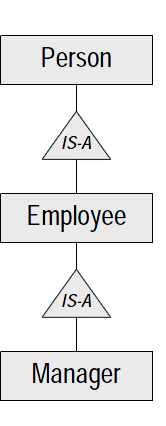 Person
IS-A
Employee
IS-A
Manager